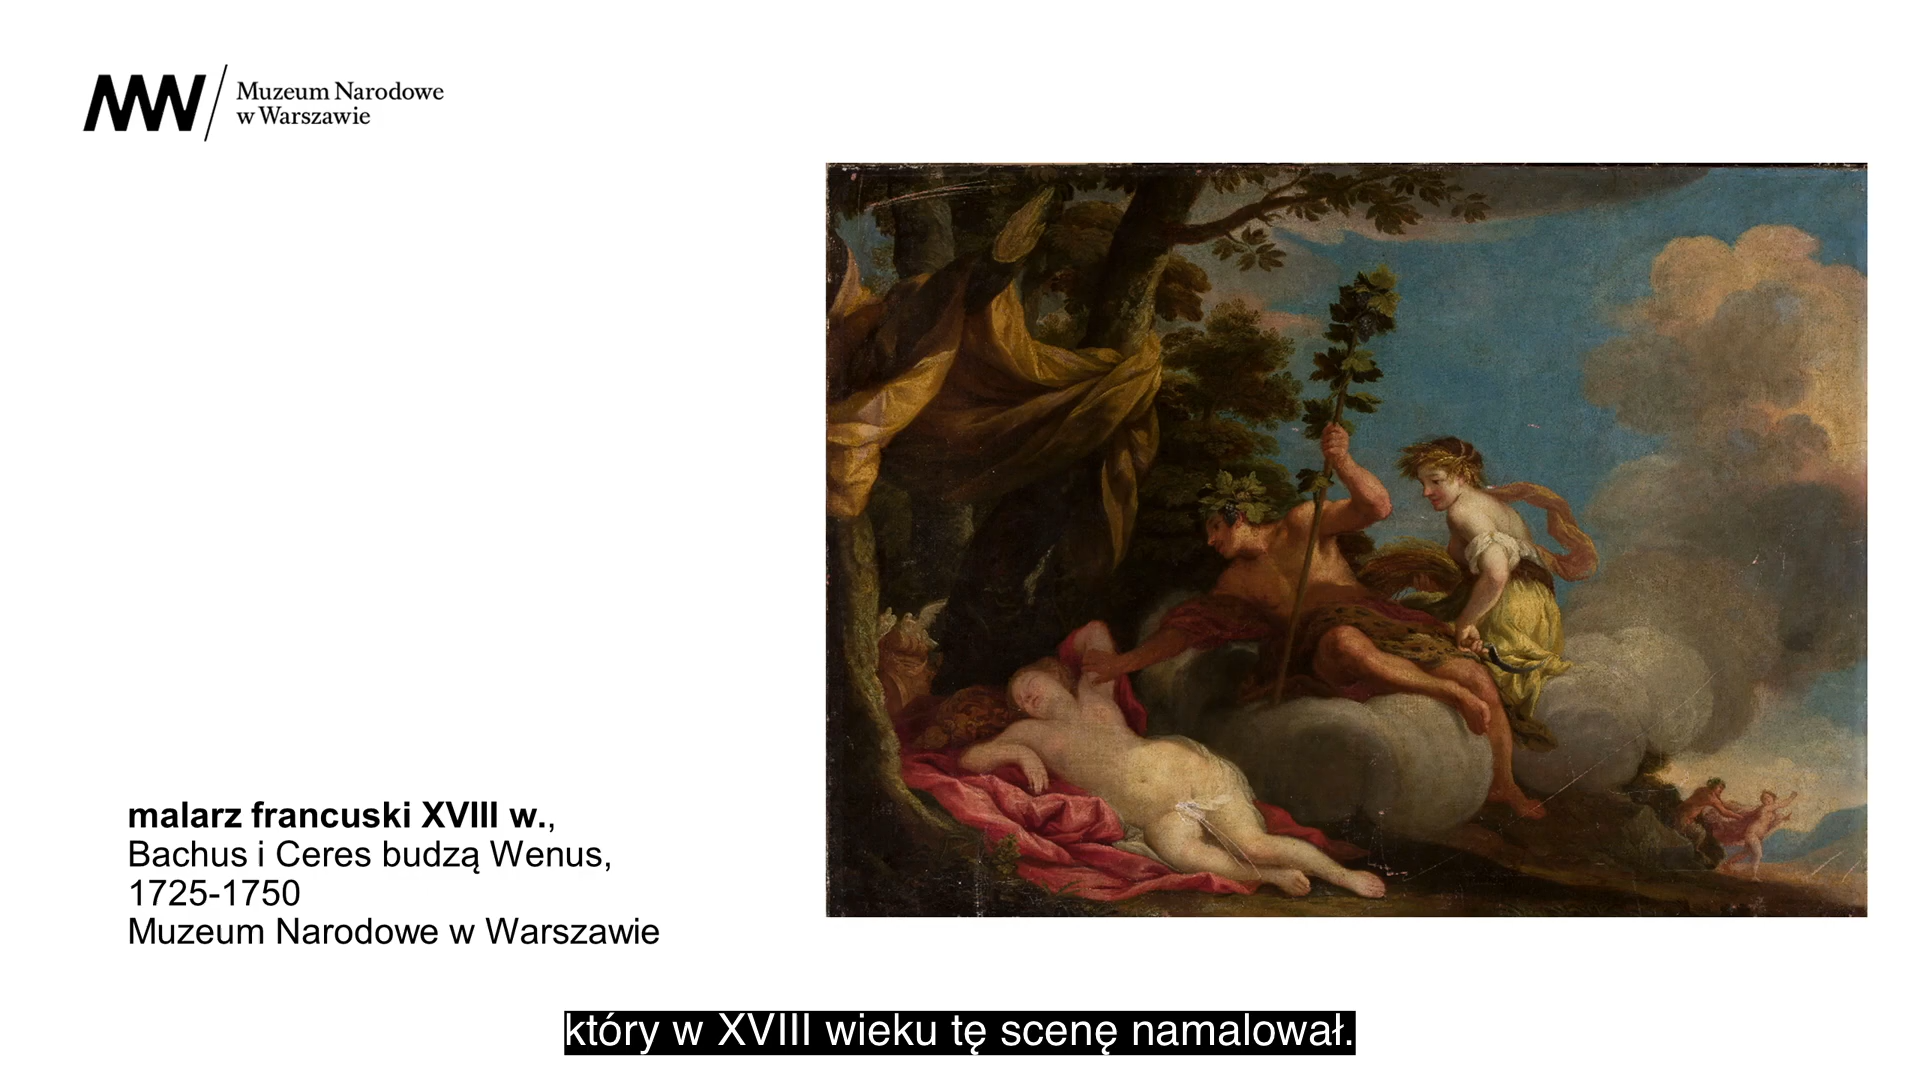 MNW
Muzeum Narodowe
w Warszawie
malarz francuski XVIII w.,
Bachus i Ceres budzą Wenus,
1725-1750
Muzeum Narodowe w Warszawie
który w XVIII wieku tę scenę namalował.